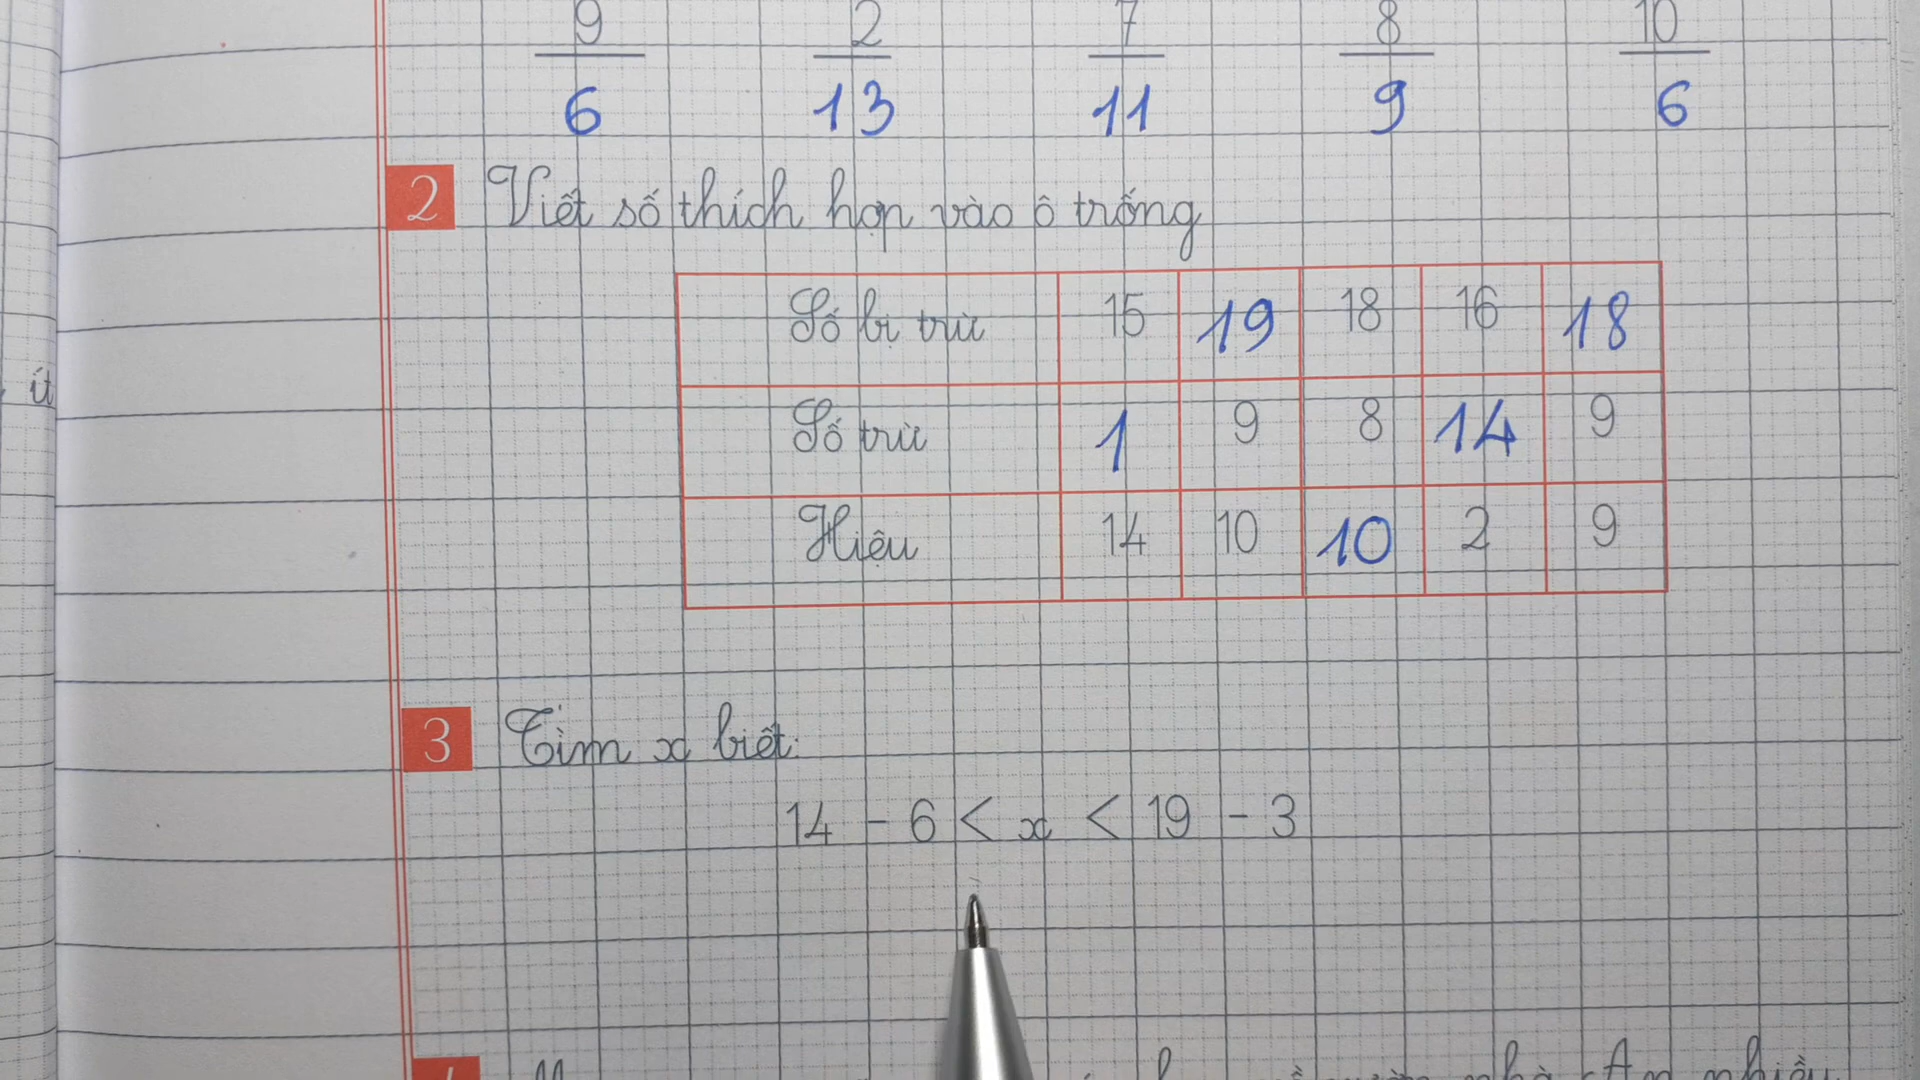 9 2 7 8 10
6 13 11 9 6
2 Viết số thích hợp vào ô trống
Số bị trừ 15 19 18 16 18
ít
Số trừ 1 9 8 14 9
Hiệu 14 10 10 2 9
3 Tìm x biết:
14 - 6 < x < 19 - 3